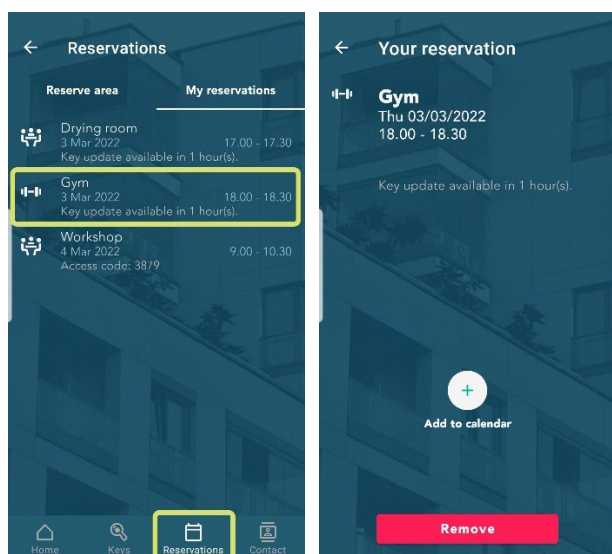 Reservations
Reserve area
My reservations
Drying room
3 Mar 2022 17.00 - 17.30
Key update available in 1 hour(s).
Gym
3 Mar 2022 18.00 - 18.30
Key update available in 1 hour(s).
Workshop
4 Mar 2022 9.00 - 10.30
Access code: 3879
Home
Keys
Reservations
Contact
Your reservation
Gym
Thu 03/03/2022
18.00 - 18.30
Key update available in 1 hour(s).
Add to calendar
Remove